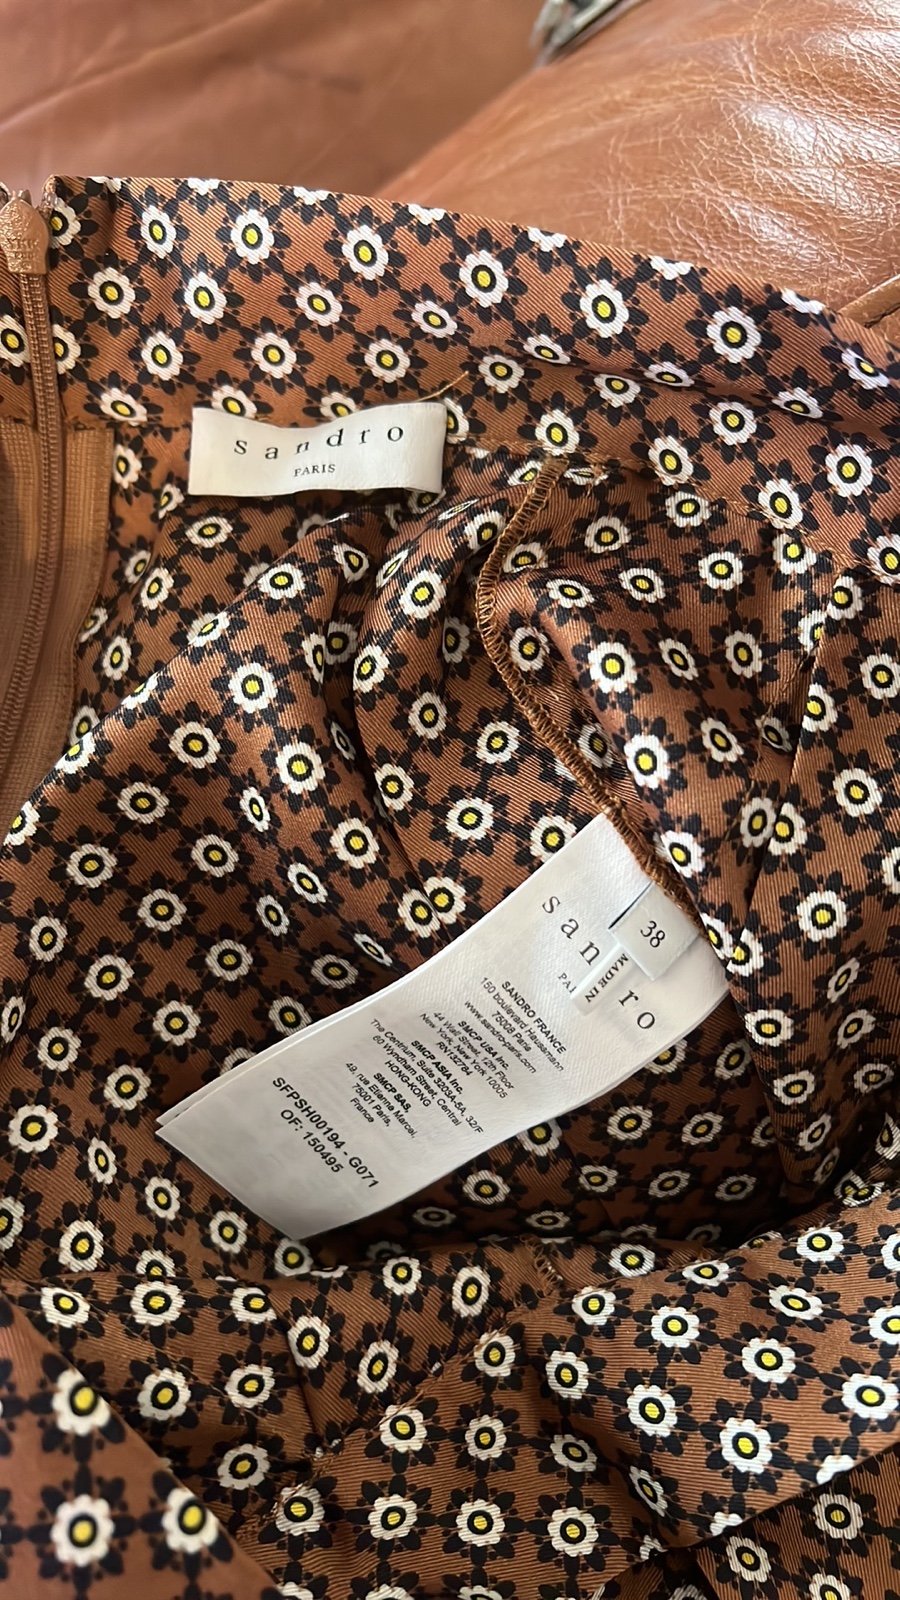 sandro
PARIS
38
MADE IN
sandro
SANDRO FRANCE
150 boulevard Haussmann
75008 Paris
www.sandro-paris.com
SMCP USA Inc.
44 Wall Street, 12th Floor
New York, New York 10005
RN132784
SMCP ASIA Inc.
The Centrium, Suite 3203A-5A, 32/F
60 Wyndham Street, Central
HONG-KONG
SMCP SAS,
49, rue Etienne Marcel,
75001 Paris,
France
SFPSH00194 - G071
OF: 150495